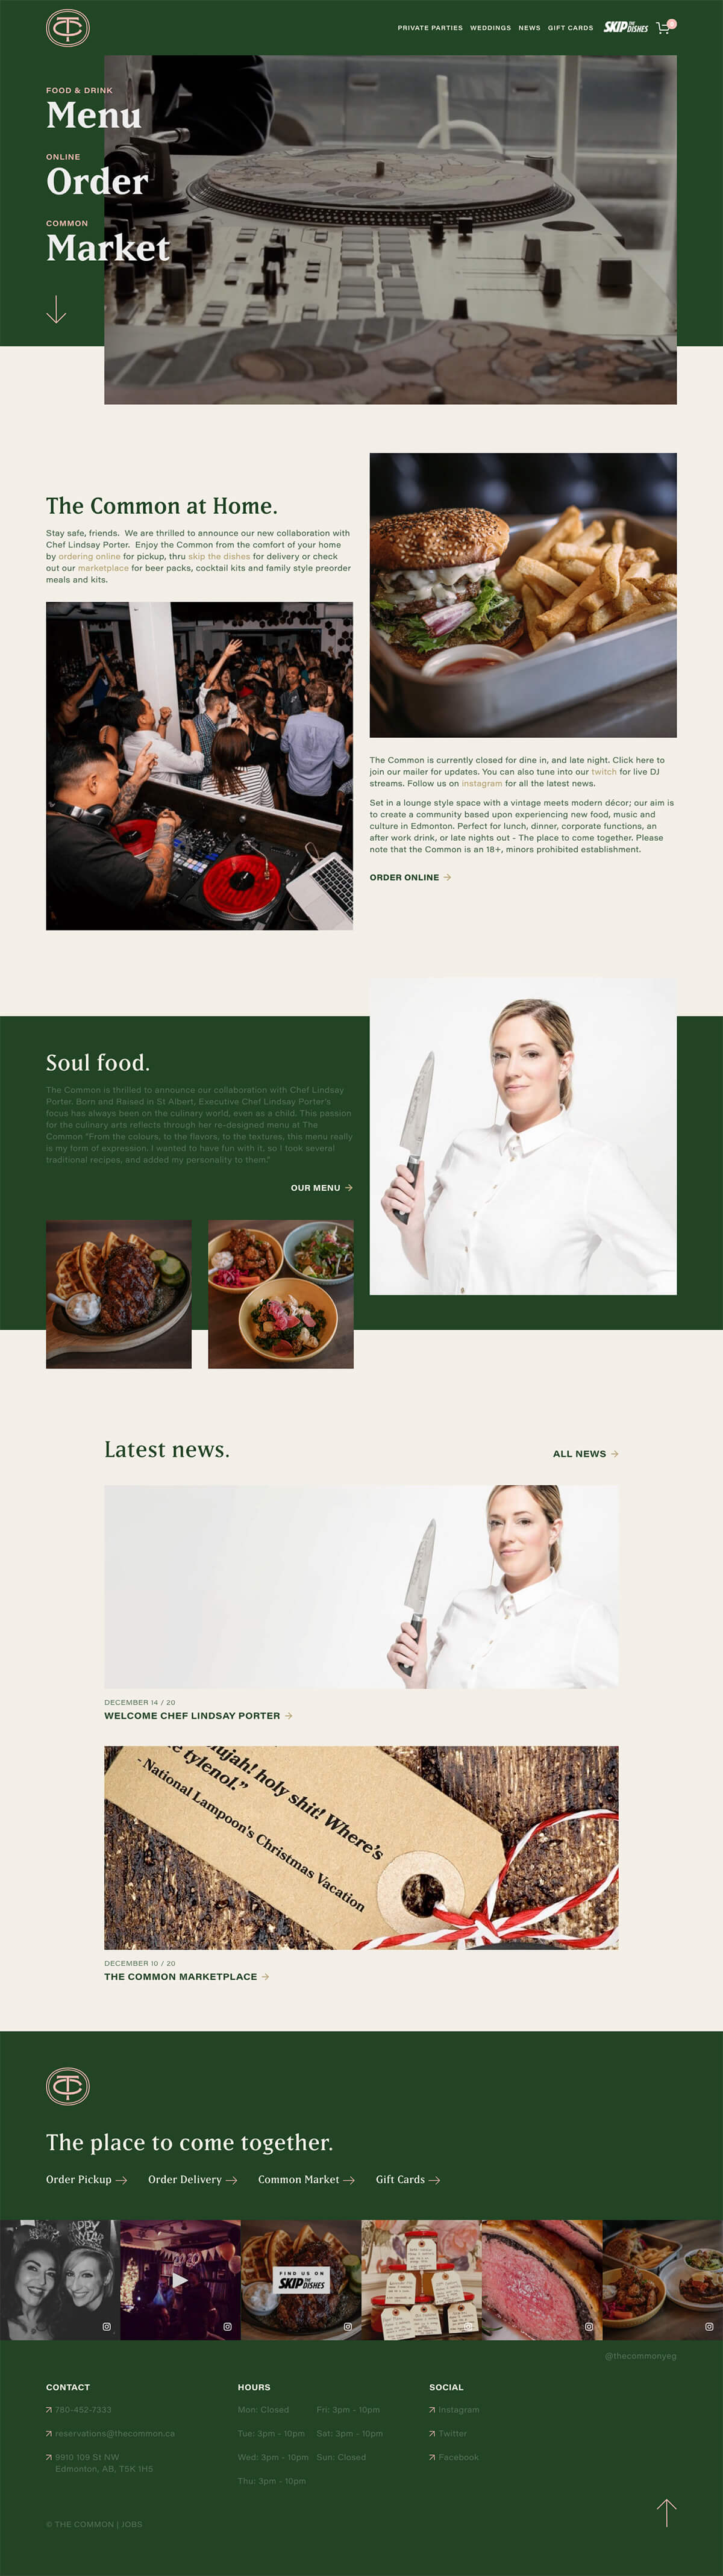 PRIVATE PARTIES WEDDINGS NEWS GIFT CARDS SKIP THE DISHES 0
FOOD & DRINK
Menu
ONLINE
Order
COMMON
Market
The Common at Home.
Stay safe, friends. We are thrilled to announce our new collaboration with
Chef Lindsay Porter. Enjoy the Common from the comfort of your home
by ordering online for pickup, thru skip the dishes for delivery or check
out our marketplace for beer packs, cocktail kits and family style preorder
meals and kits.
The Common is currently closed for dine in, and late night. Click here to
join our mailer for updates. You can also tune into our twitch for live DJ
streams. Follow us on instagram for all the latest news.
Set in a lounge style space with a vintage meets modern décor; our aim is
to create a community based upon experiencing new food, music and
culture in Edmonton. Perfect for lunch, dinner, corporate functions, an
after work drink, or late nights out - The place to come together. Please
note that the Common is an 18+, minors prohibited establishment.
ORDER ONLINE
Soul food.
The Common is thrilled to announce our collaboration with Chef Lindsay
Porter. Born and Raised in St Albert, Executive Chef Lindsay Porter's
focus has always been on the culinary world, even as a child. This passion
for the culinary arts reflects through her re-designed menu at The
Common "From the colours, to the flavors, to the textures, this menu really
is my form of expression. I wanted to have fun with it, so i took several
traditional recipes, and added my personality to them."
OUR MENU
Latest news.
ALL NEWS
DECEMBER 14 / 20
WELCOME CHEF LINDSAY PORTER
lujah! holy shit! Where's
e tylenol."
- National Lampoon's Christmas Vacation
DECEMBER 10 / 20
THE COMMON MARKETPLACE
The place to come together.
Order Pickup Order Delivery Common Market Gift Cards
FIND US ON
SKIP THE DISHES
@thecommonyeg
CONTACT
780-452-7333
reservations@thecommon.ca
9910 109 St NW
Edmonton, AB, T5K 1H5
HOURS
Mon: Closed Fri: 3pm - 10pm
Tue: 3pm - 10pm Sat: 3pm - 10pm
Wed: 3pm - 10pm Sun: Closed
Thu: 3pm - 10pm
SOCIAL
Instagram
Twitter
Facebook
© THE COMMON | JOBS